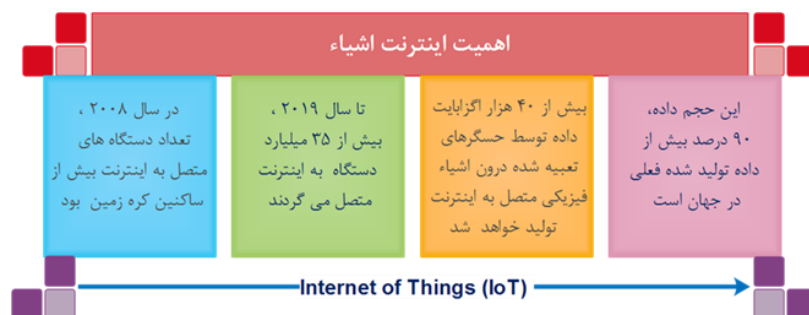 اهمیت اینترنت اشیاء
در سال ۲۰۰۸ ،
تعداد دستگاه های
متصل به اینترنت بیش از
ساکنین کره زمین بود
تا سال ۲۰۱۹ ،
بیش از ۳۵ میلیارد
دستگاه به اینترنت
متصل می گردند
بیش از ۴۰ هزار اگزابایت
داده توسط حسگرهای
تعبیه شده درون اشیاء
فیزیکی متصل به اینترنت
تولید خواهد شد
این حجم داده،
۹۰ درصد بیش از
داده تولید شده فعلی
در جهان است
Internet of Things (IoT)